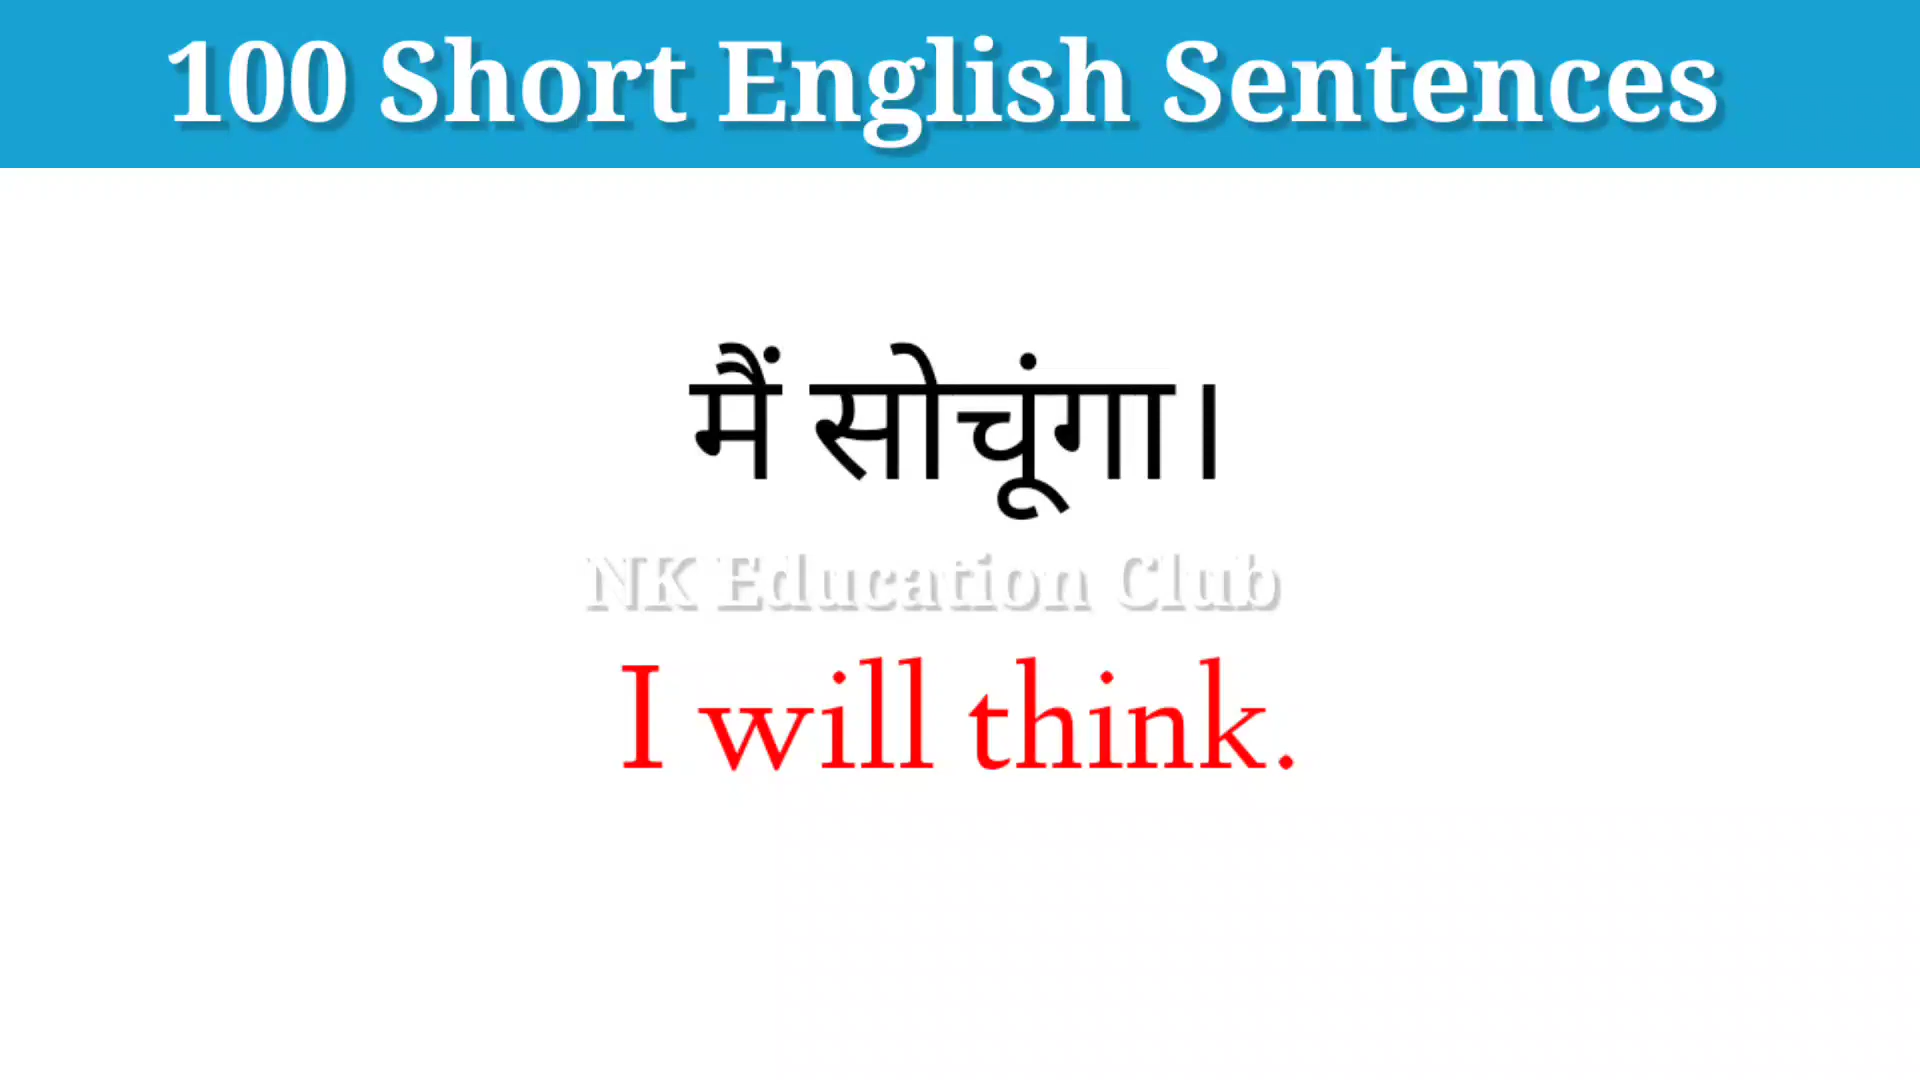 100 Short English Sentences
मैं सोचूंगा।
NK Education Club
I will think.